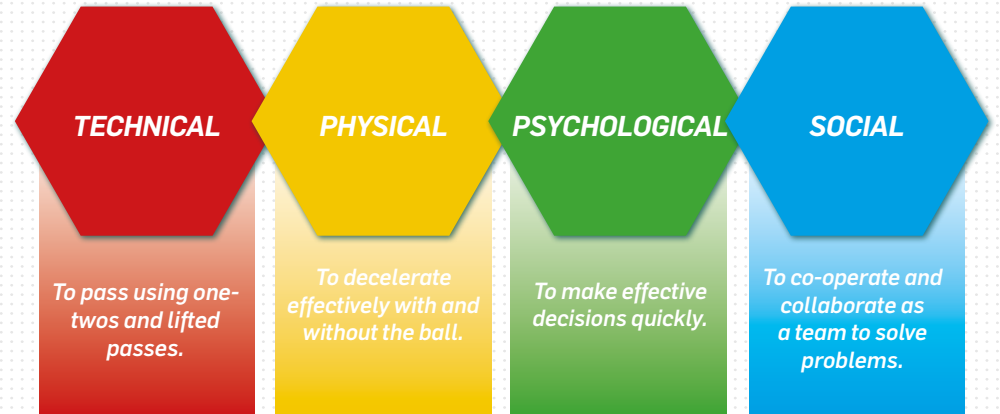 TECHNICAL
To pass using one-
twos and lifted
passes.
PHYSICAL
To decelerate
effectively with and
without the ball.
PSYCHOLOGICAL
To make effective
decisions quickly.
SOCIAL
To co-operate and
collaborate as
a team to solve
problems.